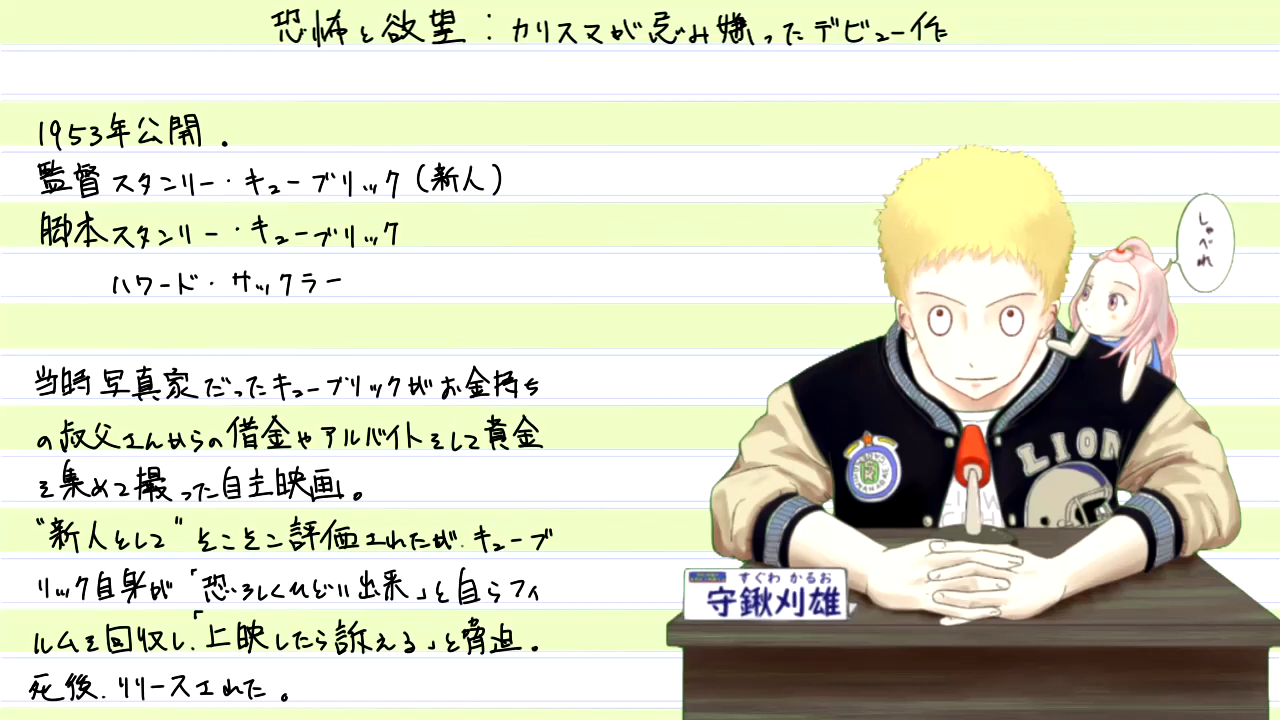 恐怖と欲望：カリスマが忌み嫌ったデビュー作
1953年公開.
監督 スタンリー・キューブリック(新人)
脚本 スタンリー・キューブリック
ハワード・サックラー
当時写真家だったキューブリックがお金持ち
の叔父さんからの借金やアルバイトをして資金
を集めて撮った自主映画。
"新人として"そこそこ評価されたが、キューブ
リック自身が「恐ろしくひどい出来」と自らフィ
ルムを回収し、「上映したら訴える」と脅迫。
死後、リリースされた。
しゃべれ
LION
すぐわ かるお
守鍬刈雄